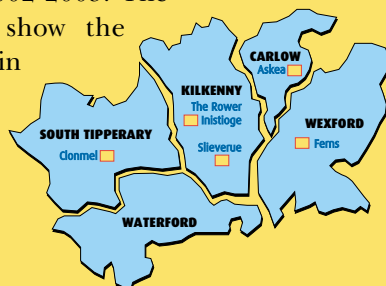 show the
in
CARLOW
Askea
KILKENNY
The Rower
Inistioge
WEXFORD
SOUTH TIPPERARY
Slieverue
Ferns
Clonmel
WATERFORD